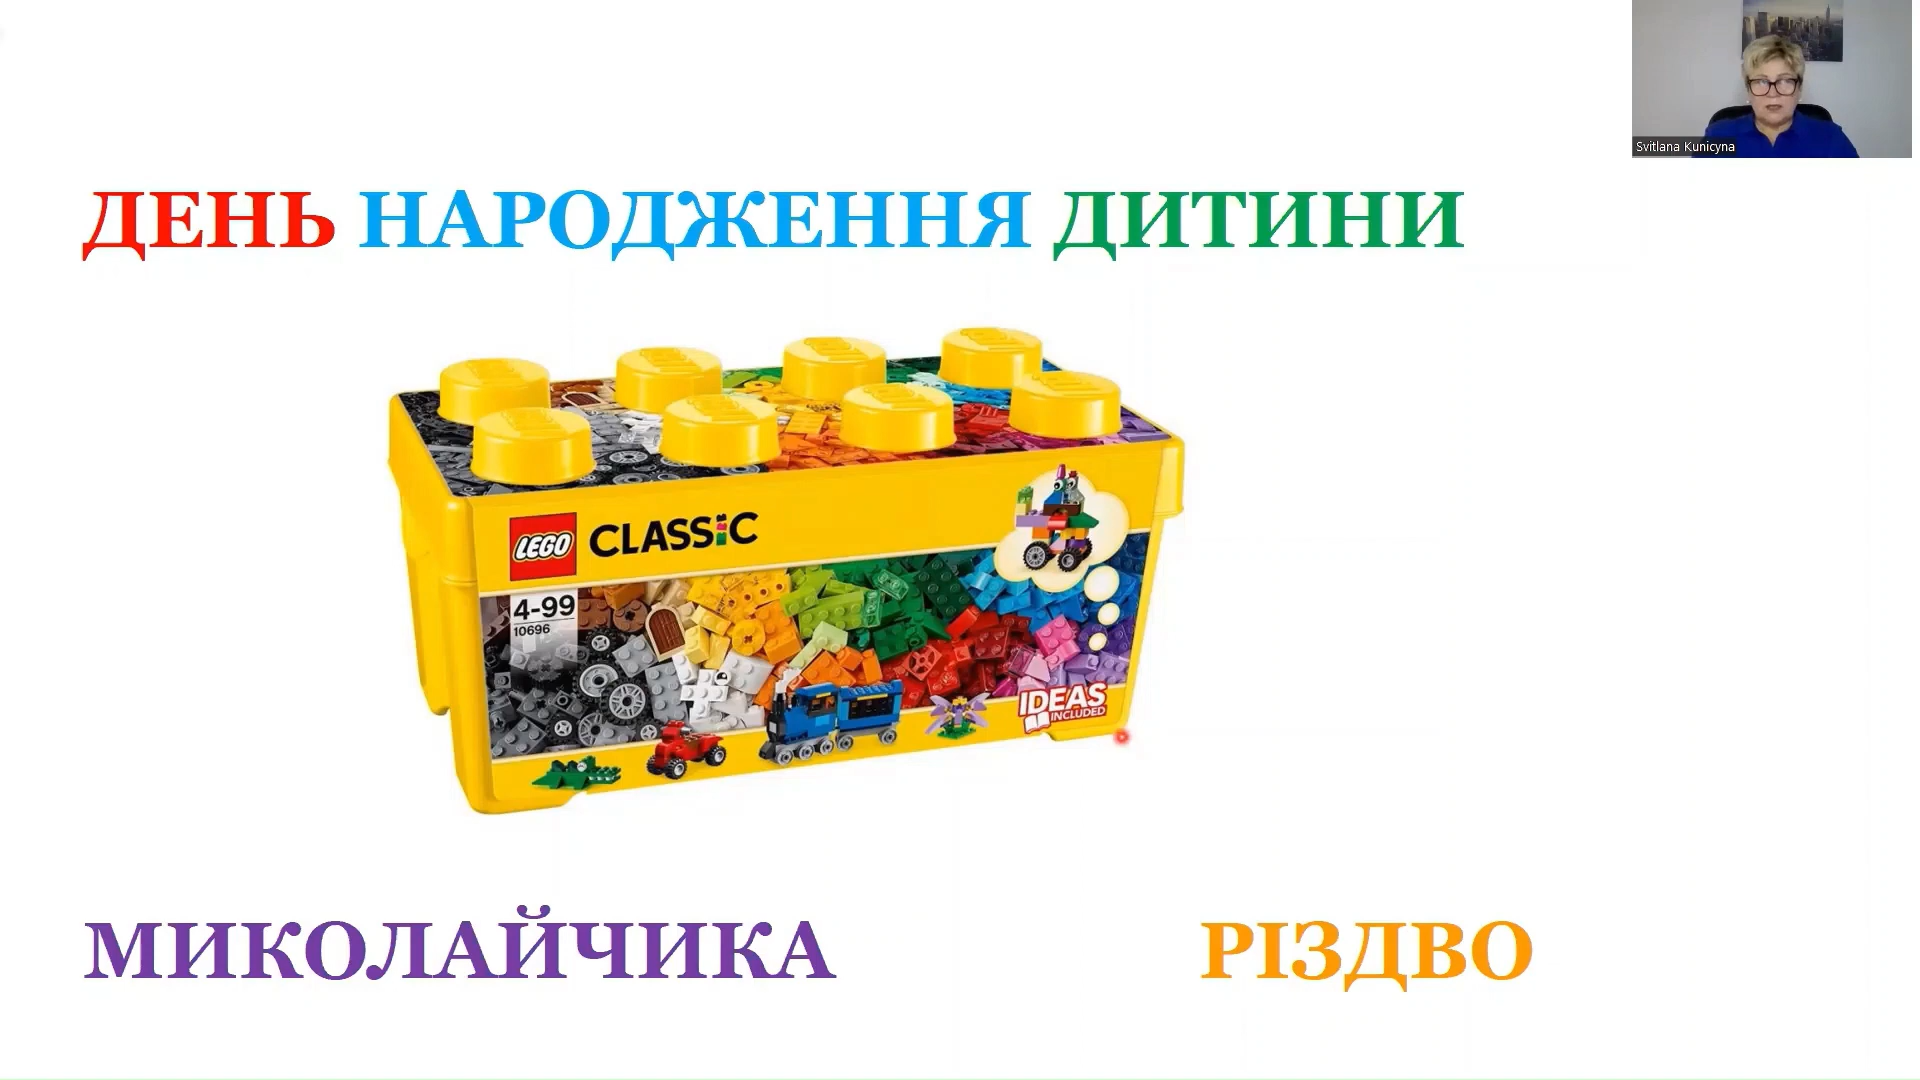 Svitlana Kunicyna
ДЕНЬ НАРОДЖЕННЯ ДИТИНИ
LEGO CLASSIC
4-99
10696
IDEAS
INCLUDED
МИКОЛАЙЧИКА
РІЗДВО